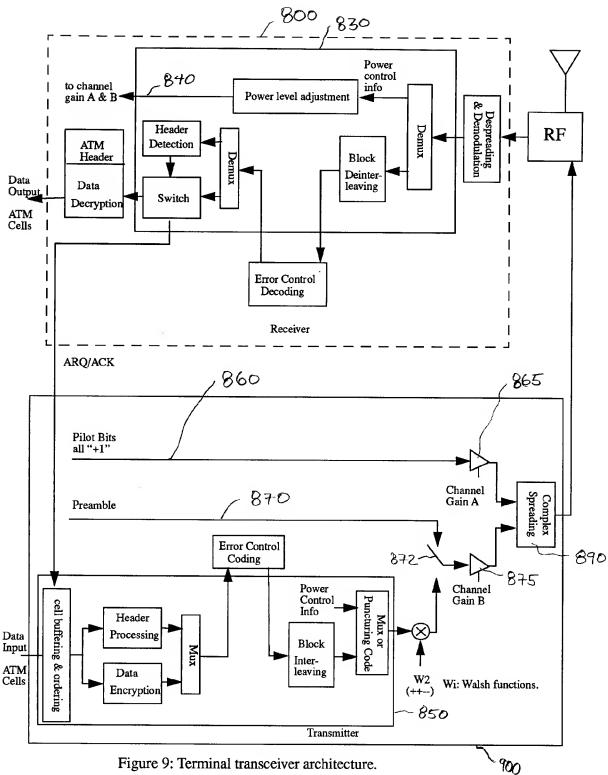 800
830
840
to channel
gain A & B
Power
control
info
Power level adjustment
Header
Detection
Demux
Demux
Despreading
& Demodulation
RF
ATM
Header
Data
Decryption
Data
Output
ATM
Cells
Switch
Block
Deinter-
leaving
Error Control
Decoding
Receiver
ARQ/ACK
860
865
Pilot Bits
all "+1"
Channel
Gain A
Complex
Spreading
890
Preamble
870
872
875
Channel
Gain B
Error Control
Coding
Power
Control
Info
Mux or
Puncturing Code
Data
Input
ATM
Cells
cell buffering & ordering
Header
Processing
Data
Encryption
Mux
Block
Inter-
leaving
W2
(++--)
Wi: Walsh functions.
850
Transmitter
900
Figure 9: Terminal transceiver architecture.